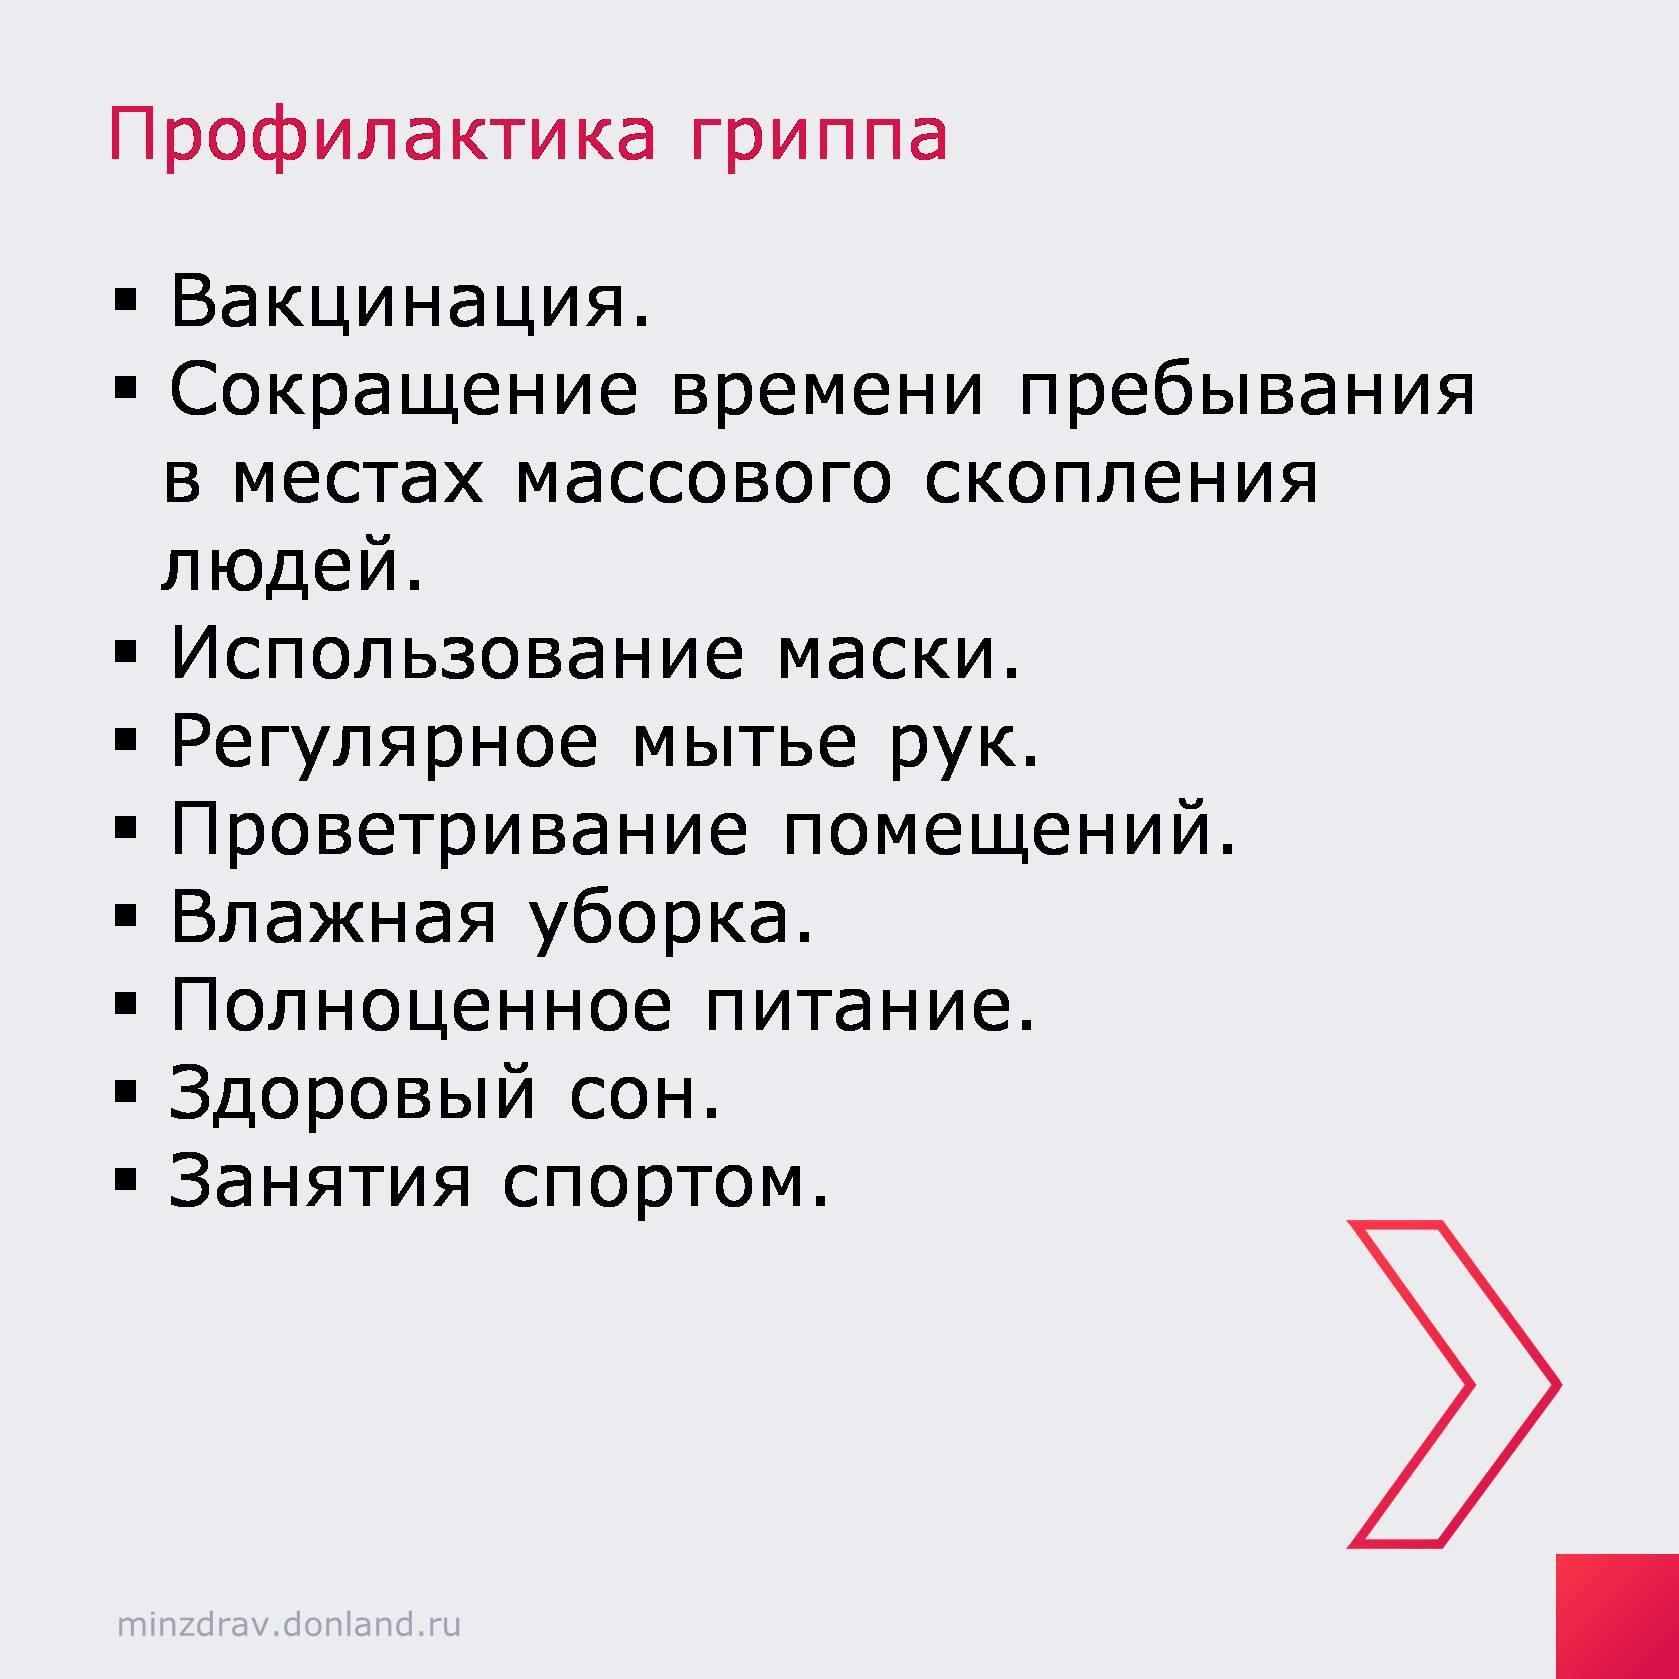 Профилактика гриппа
▪ Вакцинация.
▪ Сокращение времени пребывания
в местах массового скопления
людей.
▪ Использование маски.
▪ Регулярное мытье рук.
▪ Проветривание помещений.
▪ Влажная уборка.
▪ Полноценное питание.
▪ Здоровый сон.
▪ Занятия спортом.
minzdrav.donland.ru